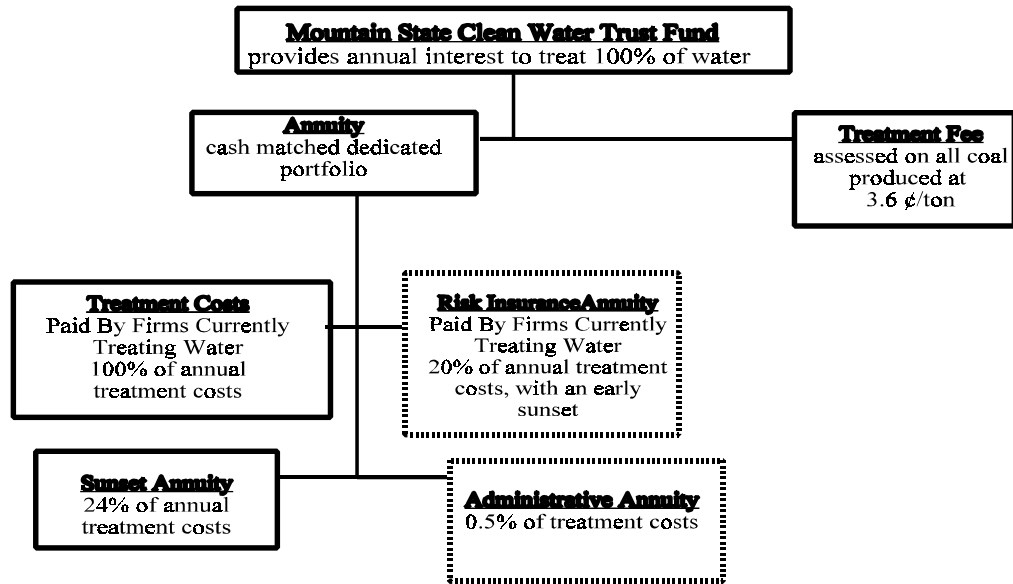 Mountain State Clean Water Trust Fund
provides annual interest to treat 100% of water
Annuity
cash matched dedicated
portfolio
Treatment Fee
assessed on all coal
produced at
3.6 ¢/ton
Treatment Costs
Paid By Firms Currently
Treating Water
100% of annual
treatment costs
Risk InsuranceAnnuity
Paid By Firms Currently
Treating Water
20% of annual treatment
costs, with an early
sunset
Sunset Annuity
24% of annual
treatment costs
Administrative Annuity
0.5% of treatment costs